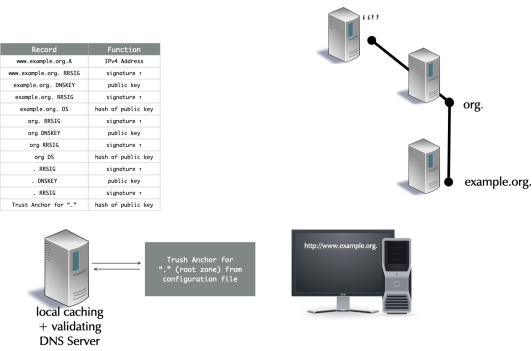 “”
Record Function
www.example.org.A IPv4 Address
www.example.org. RRSIG signature ↑
example.org. DNSKEY public key
example.org. RRSIG signature ↑
example.org. DS hash of public key
org. RRSIG signature ↑
org DNSKEY public key
org RRSIG signature ↑
org DS hash of public key
. RRSIG signature ↑
. DNSKEY public key
. RRSIG signature ↑
Trust Anchor for “.” hash of public key
org.
example.org.
Trush Anchor for
“.” (root zone) from
configuration file
http://www.example.org.
local caching
+ validating
DNS Server